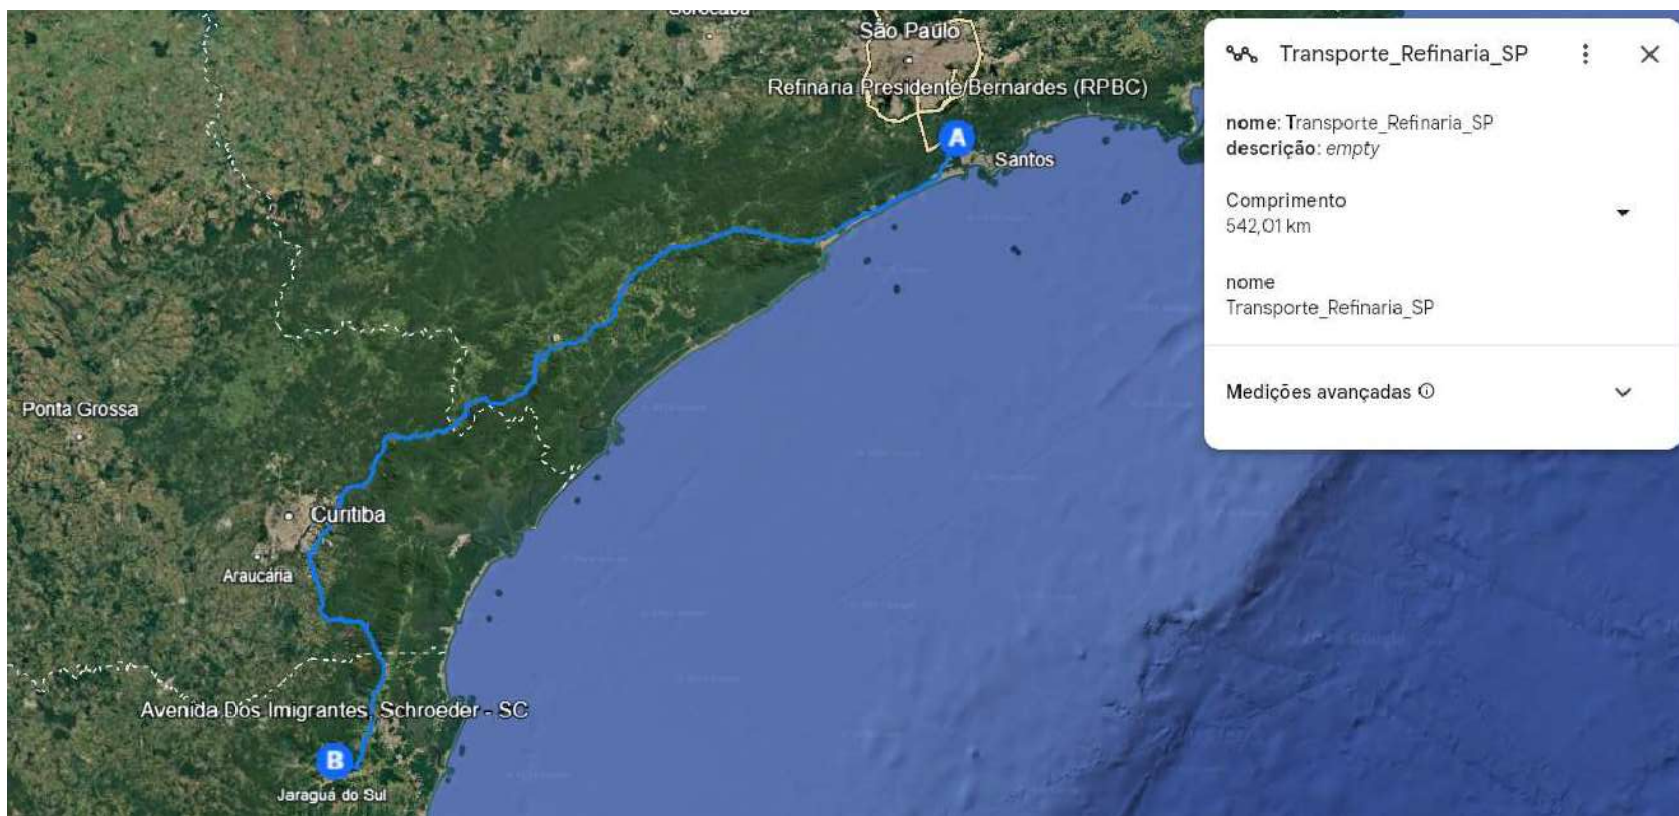 Sorocaba
São Paulo
Refinaria Presidente Bernardes (RPBC)
A
Santos
Ponta Grossa
Curitiba
Araucária
Avenida Dos Imigrantes, Schroeder - SC
B
Jaraguá do Sul
Transporte_Refinaria_SP
nome: Transporte_Refinaria_SP
descrição: empty
Comprimento
542,01 km
nome
Transporte_Refinaria_SP
Medições avançadas